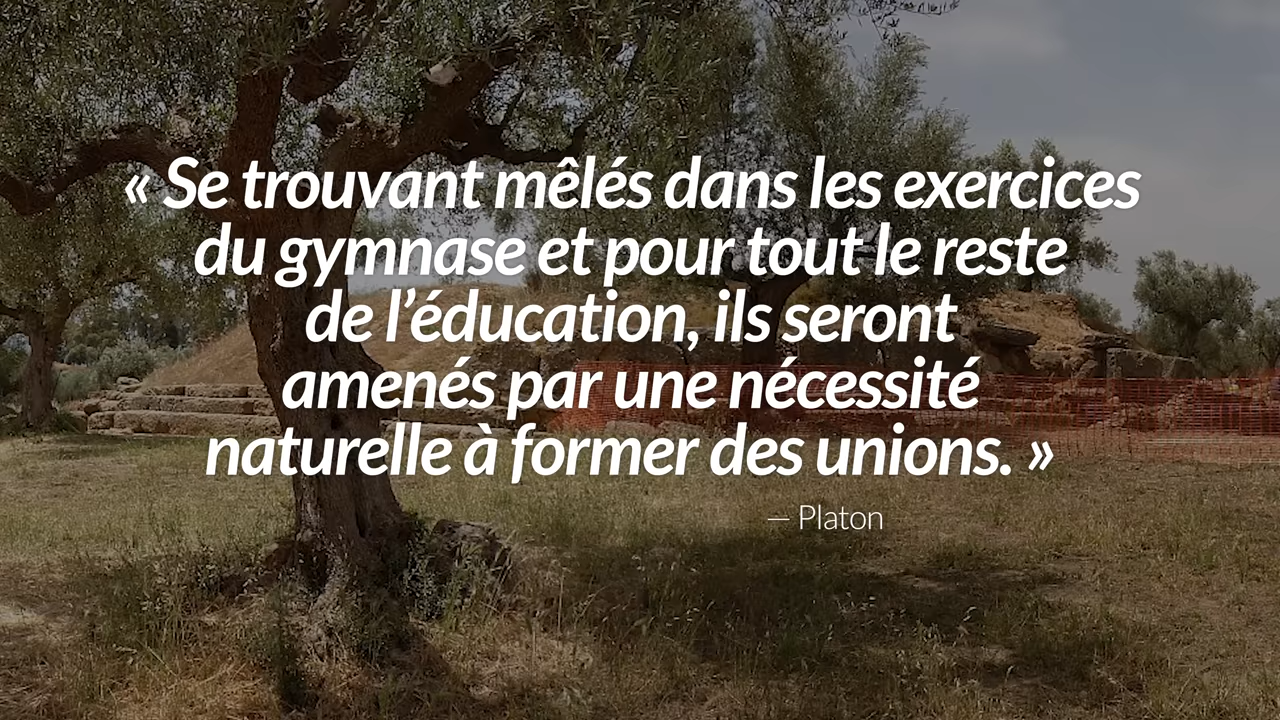 « Se trouvant mêlés dans les exercices
du gymnase et pour tout le reste
de l’éducation, ils seront
amenés par une nécessité
naturelle à former des unions. »
— Platon